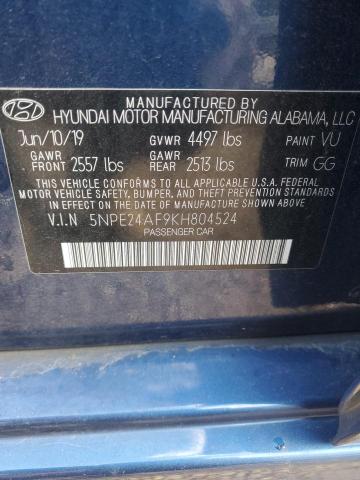 MANUFACTURED BY
HYUNDAI MOTOR MANUFACTURING ALABAMA, LLC
Jun/10/19 GVWR 4497 lbs PAINT VU
GAWR FRONT 2557 lbs GAWR REAR 2513 lbs TRIM GG
THIS VEHICLE CONFORMS TO ALL APPLICABLE U.S. FEDERAL
MOTOR VEHICLE SAFETY, BUMPER, AND THEFT PREVENTION STANDARDS
IN EFFECT ON THE DATE OF MANUFACTURE SHOWN ABOVE.
V.I.N 5NPE24AF9KH804524
PASSENGER CAR